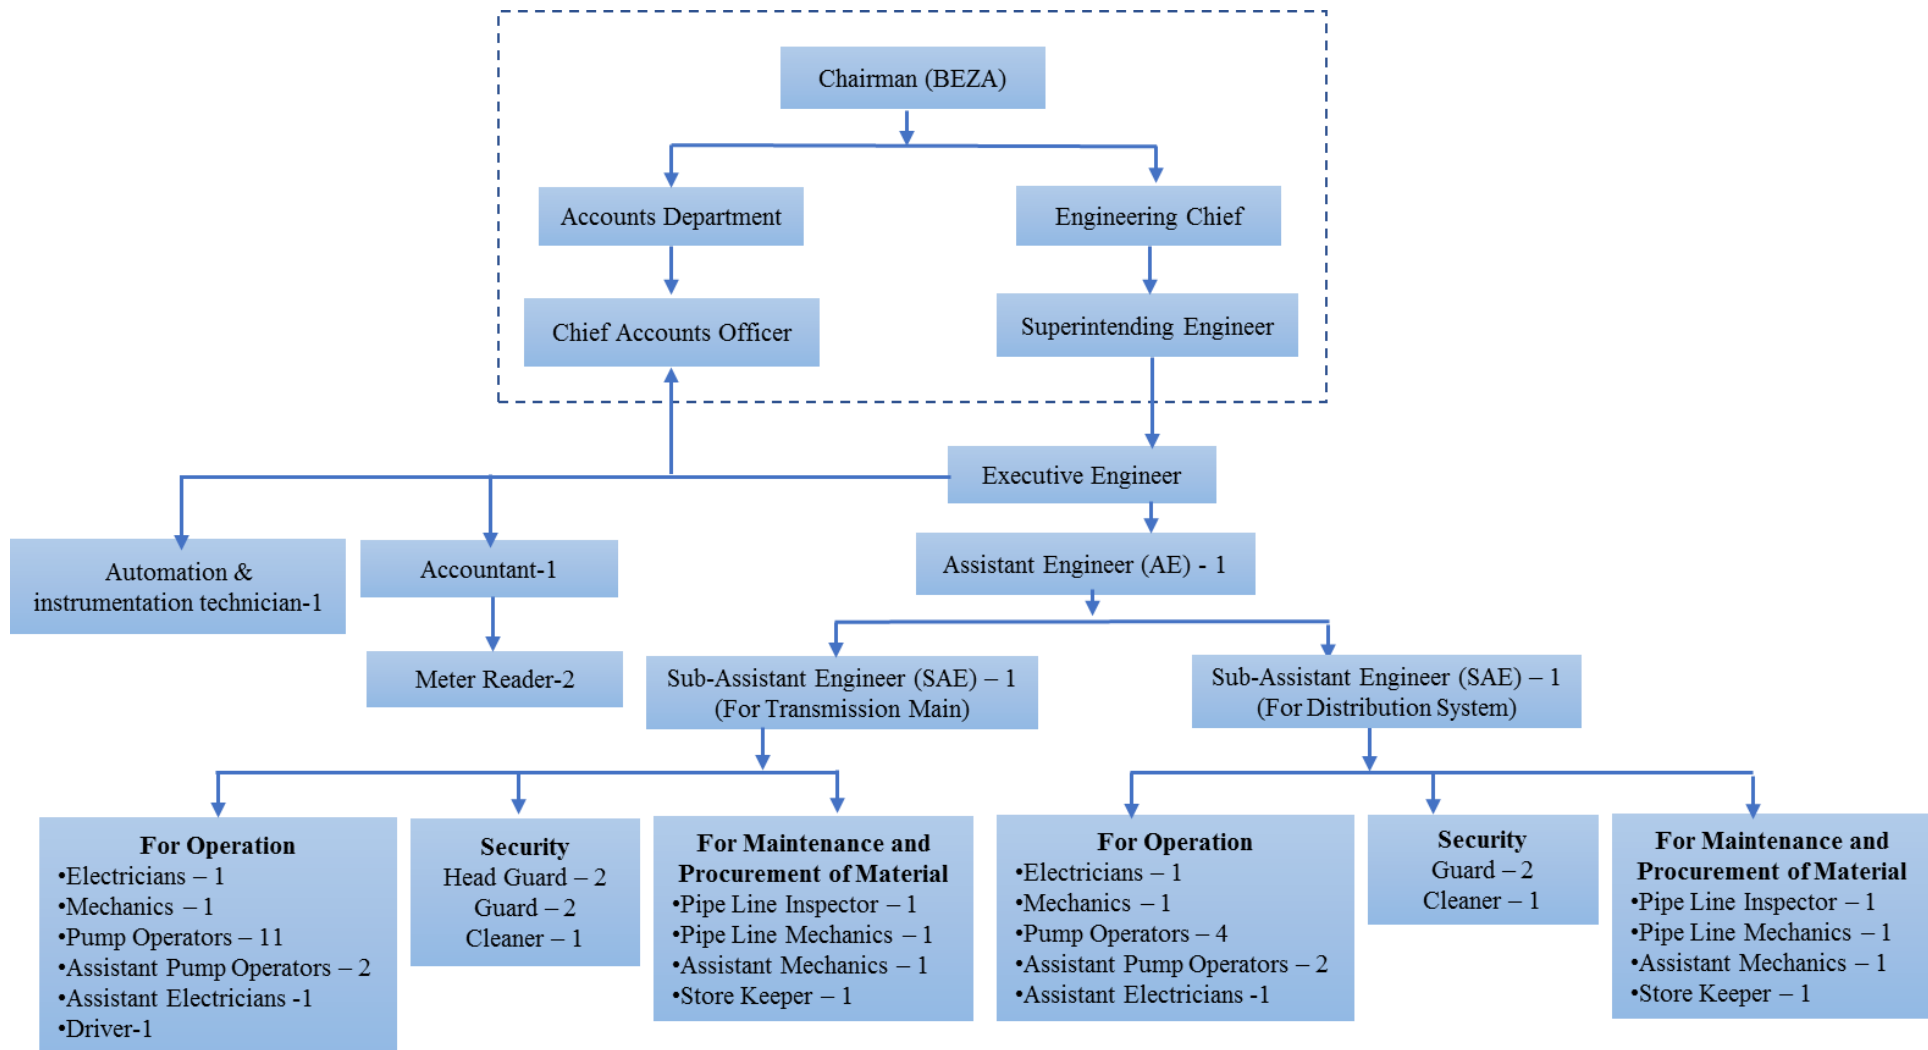 Chairman (BEZA)
Accounts Department
Engineering Chief
Chief Accounts Officer
Superintending Engineer
Executive Engineer
Automation &
instrumentation technician-1
Accountant-1
Assistant Engineer (AE) - 1
Meter Reader-2
Sub-Assistant Engineer (SAE) – 1
(For Transmission Main)
Sub-Assistant Engineer (SAE) – 1
(For Distribution System)
For Operation
•Electricians – 1
•Mechanics – 1
•Pump Operators – 11
•Assistant Pump Operators – 2
•Assistant Electricians -1
•Driver-1
Security
Head Guard – 2
Guard – 2
Cleaner – 1
For Maintenance and
Procurement of Material
•Pipe Line Inspector – 1
•Pipe Line Mechanics – 1
•Assistant Mechanics – 1
•Store Keeper – 1
For Operation
•Electricians – 1
•Mechanics – 1
•Pump Operators – 4
•Assistant Pump Operators – 2
•Assistant Electricians -1
Security
Guard – 2
Cleaner – 1
For Maintenance and
Procurement of Material
•Pipe Line Inspector – 1
•Pipe Line Mechanics – 1
•Assistant Mechanics – 1
•Store Keeper – 1